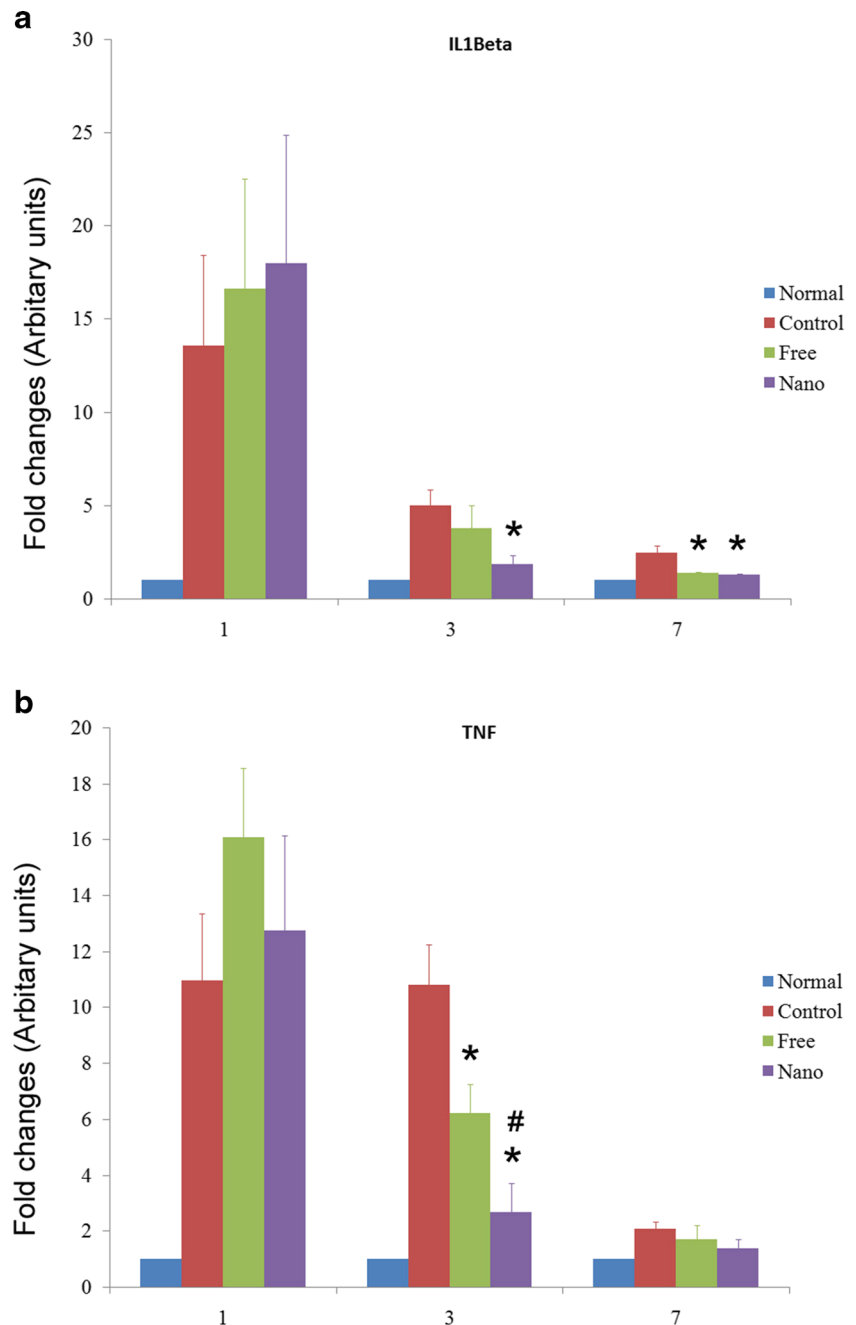 a
IL1Beta
Fold changes (Arbitary units)
30
25
20
15
10
5
0
*
* *
1 3 7
Normal
Control
Free
Nano
b
TNF
Fold changes (Arbitary units)
20
18
16
14
12
10
8
6
4
2
0
*
#
*
1 3 7
Normal
Control
Free
Nano